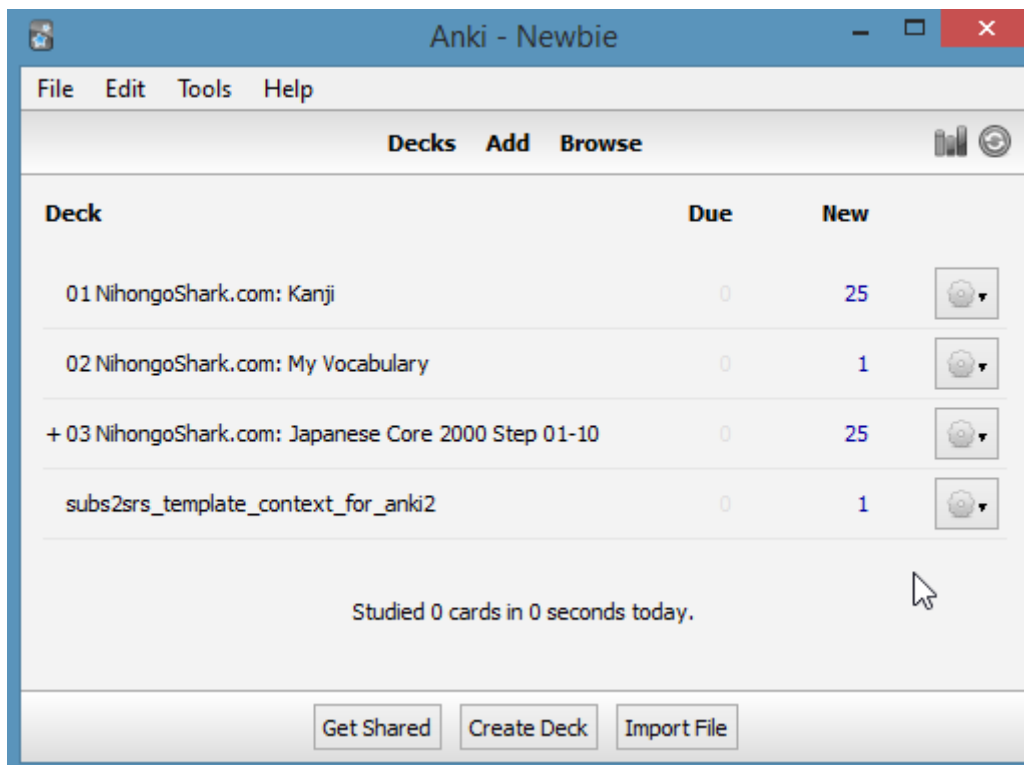 Anki - Newbie
File Edit Tools Help
Decks Add Browse
Deck Due New
01 NihongoShark.com: Kanji 0 25
02 NihongoShark.com: My Vocabulary 0 1
+ 03 NihongoShark.com: Japanese Core 2000 Step 01-10 0 25
subs2srs_template_context_for_anki2 0 1
Studied 0 cards in 0 seconds today.
Get Shared Create Deck Import File